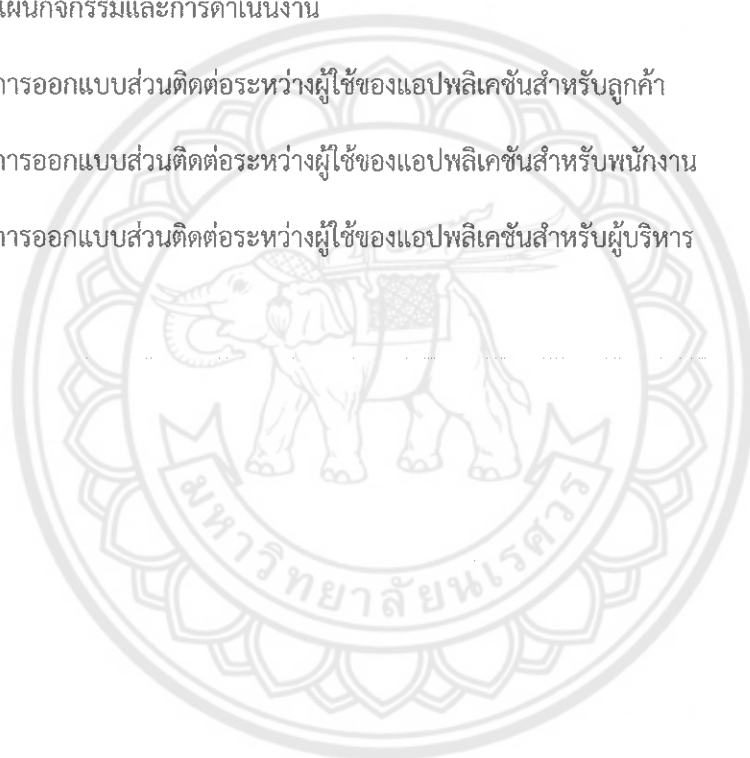 แผนกิจกรรมและการดำเนินงาน
การออกแบบส่วนติดต่อระหว่างผู้ใช้ของแอปพลิเคชันสำหรับลูกค้า
การออกแบบส่วนติดต่อระหว่างผู้ใช้ของแอปพลิเคชันสำหรับพนักงาน
การออกแบบส่วนติดต่อระหว่างผู้ใช้ของแอปพลิเคชันสำหรับผู้บริหาร
มหาวิทยาลัยนเรศวร